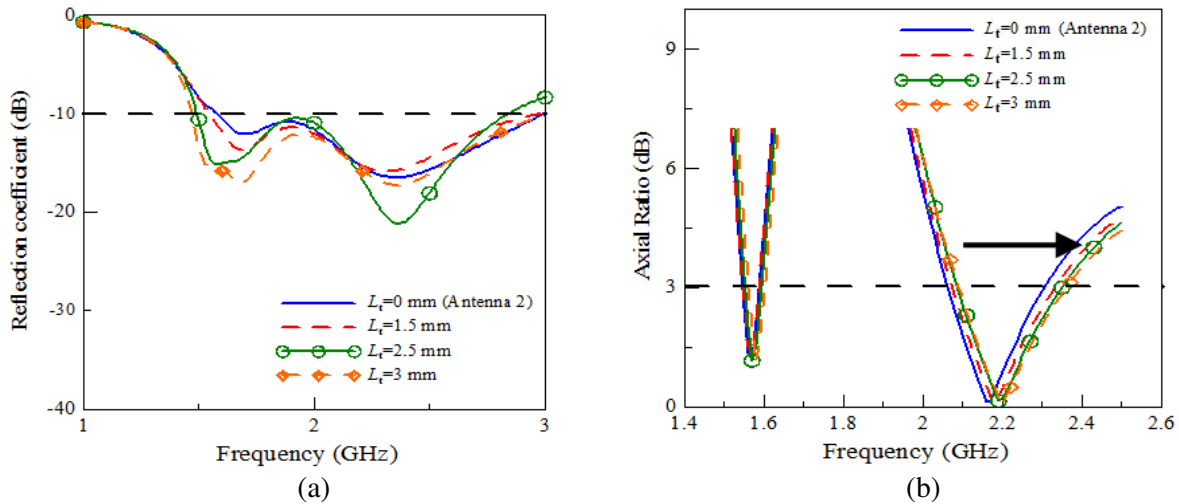 0
-10
-20
-30
-40
Reflection coefficient (dB)
Lt=0 mm (Antenna 2)
Lt=1.5 mm
Lt=2.5 mm
Lt=3 mm
1
2
3
Frequency (GHz)
(a)
9
6
3
0
Axial Ratio (dB)
Lt=0 mm (Antenna 2)
Lt=1.5 mm
Lt=2.5 mm
Lt=3 mm
1.4
1.6
1.8
2
2.2
2.4
2.6
Frequency (GHz)
(b)